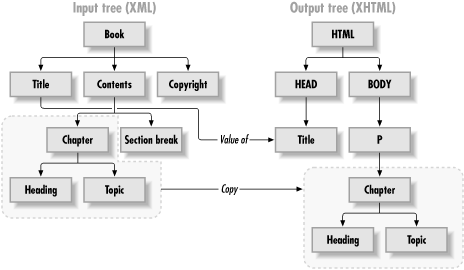 Input tree (XML)
Output tree (XHTML)
Book
HTML
Title
Contents
Copyright
HEAD
BODY
Chapter
Section break
Value of
Title
P
Heading
Topic
Copy
Chapter
Heading
Topic